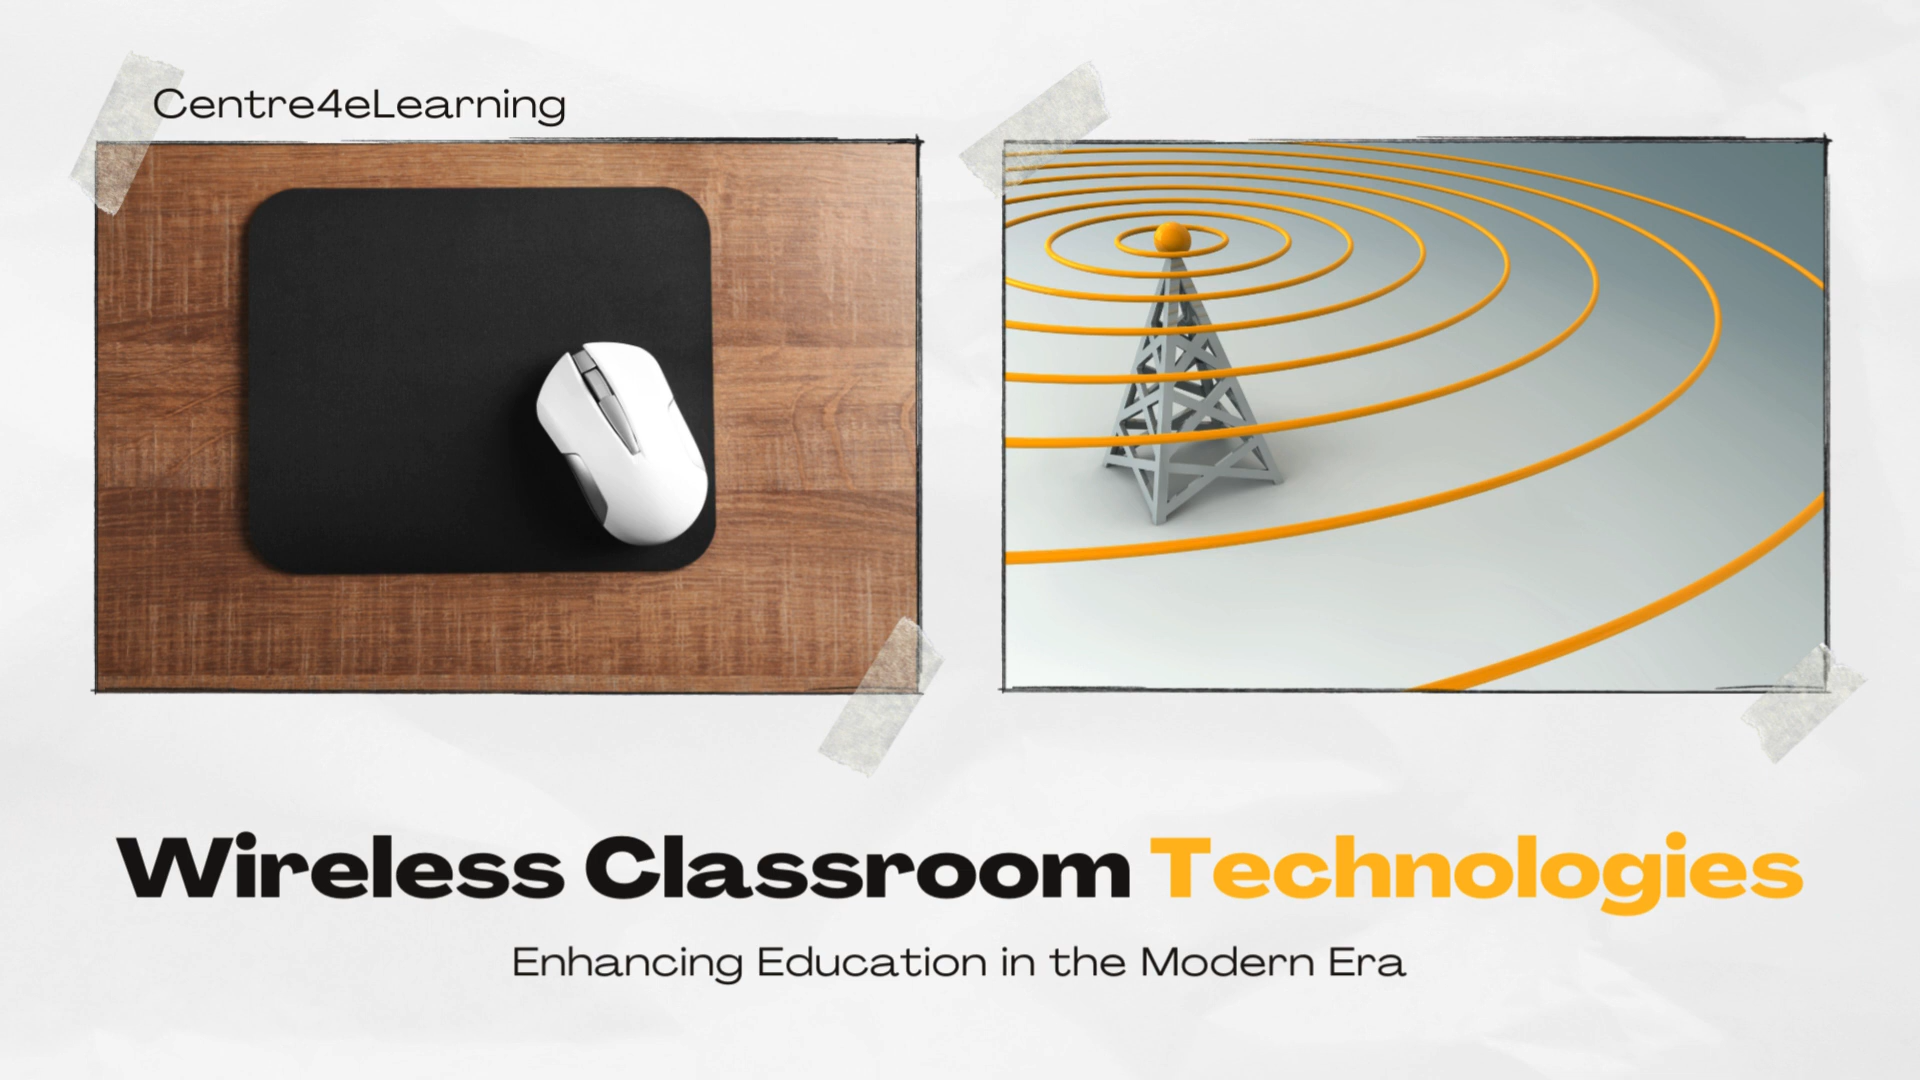 Centre4eLearning
Wireless Classroom Technologies
Enhancing Education in the Modern Era